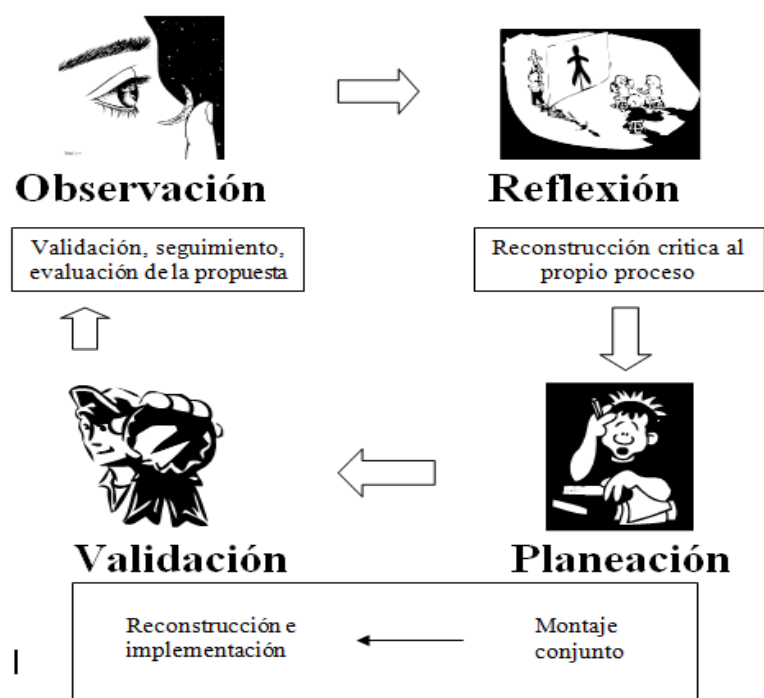 Observación
Reflexión
Validación, seguimiento,
evaluación de la propuesta
Reconstrucción critica al
propio proceso
Validación
Planeación
Reconstrucción e
implementación
Montaje
conjunto